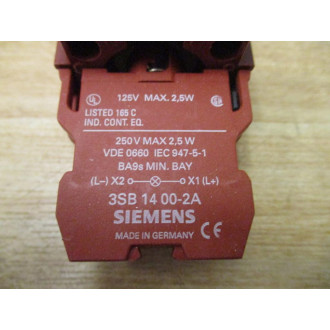 125V MAX. 2,5W
LISTED 165 C
IND. CONT. EQ.
250V MAX 2,5 W
VDE 0660 IEC 947-5-1
BA9s MIN. BAY
(L−) X2 X1 (L+)
3SB 14 00-2A
SIEMENS
MADE IN GERMANY CE